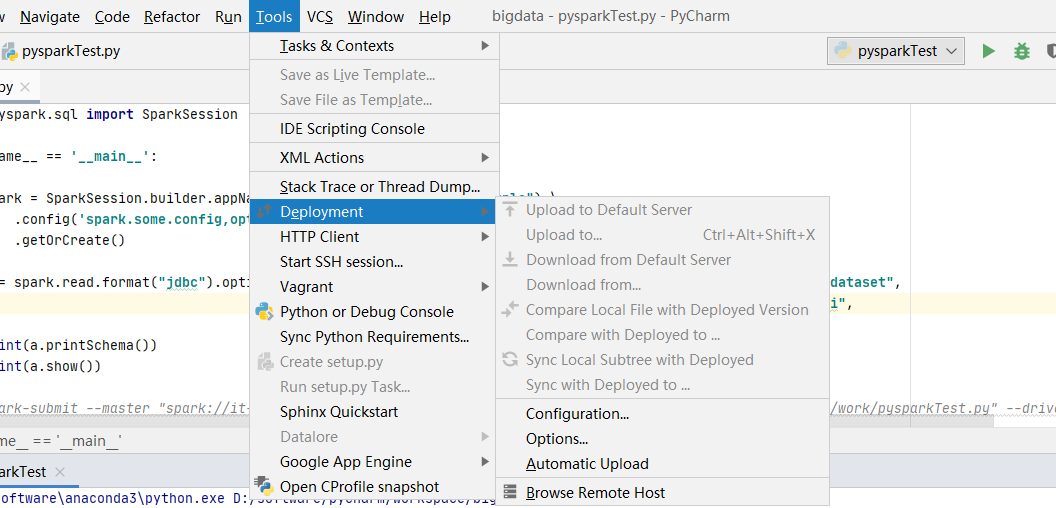 Navigate Code Refactor Run Tools VCS Window Help bigdata - pysparkTest.py - PyCharm
pysparkTest.py
pysparkTest
Tasks & Contexts
Save as Live Template...
Save File as Template...
IDE Scripting Console
XML Actions
Stack Trace or Thread Dump...
Deployment
HTTP Client
Start SSH session...
Vagrant
Python or Debug Console
Sync Python Requirements...
Create setup.py
Run setup.py Task...
Sphinx Quickstart
Datalore
Google App Engine
Open CProfile snapshot
Upload to Default Server
Upload to... Ctrl+Alt+Shift+X
Download from Default Server
Download from...
Compare Local File with Deployed Version
Compare with Deployed to ...
Sync Local Subtree with Deployed
Sync with Deployed to ...
Configuration...
Options...
Automatic Upload
Browse Remote Host
py
yspark.sql import SparkSession
ame__ == '__main__':
ark = SparkSession.builder.appNa
.config('spark.some.config,opt
.getOrCreate()
= spark.read.format("jdbc").opti dataset",
i",
int(a.printSchema())
int(a.show())
ark-submit --master "spark://it- /work/pysparkTest.py" --drive
me__ == '__main__'
arkTest
oftware\anaconda3\python.exe D:/software/pycharm/workspace/big